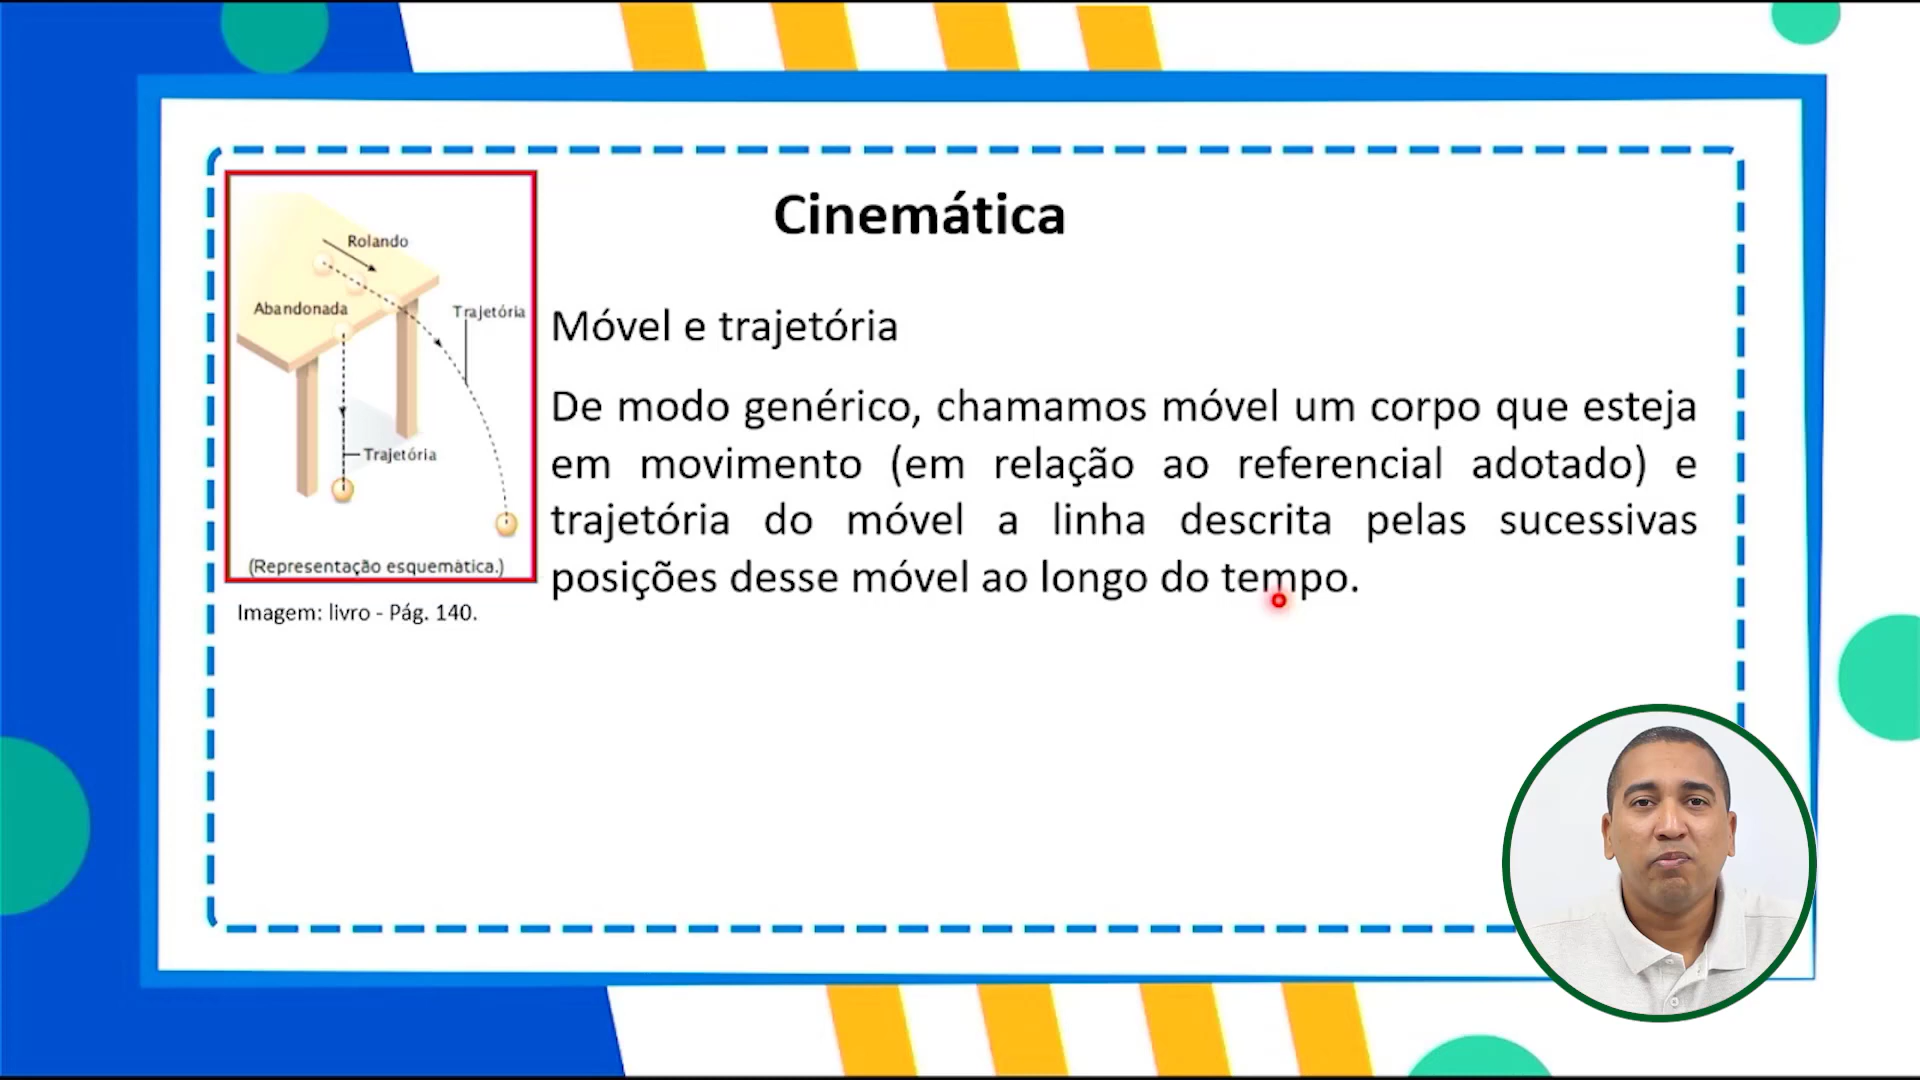 Cinemática
Rolando
Abandonada
Trajetória
Trajetória
(Representação esquemática.)
Imagem: livro - Pág. 140.
Móvel e trajetória
De modo genérico, chamamos móvel um corpo que esteja
em movimento (em relação ao referencial adotado) e
trajetória do móvel a linha descrita pelas sucessivas
posições desse móvel ao longo do tempo.